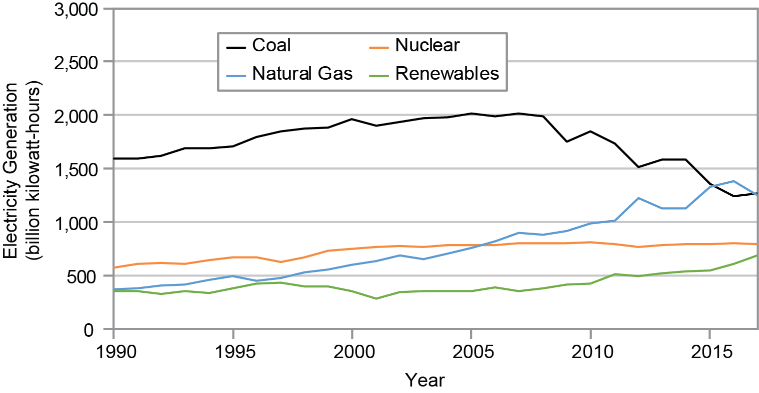 3,000
2,500
2,000
1,500
1,000
500
0
Electricity Generation
(billion kilowatt-hours)
Coal
Nuclear
Natural Gas
Renewables
1990
1995
2000
2005
2010
2015
Year